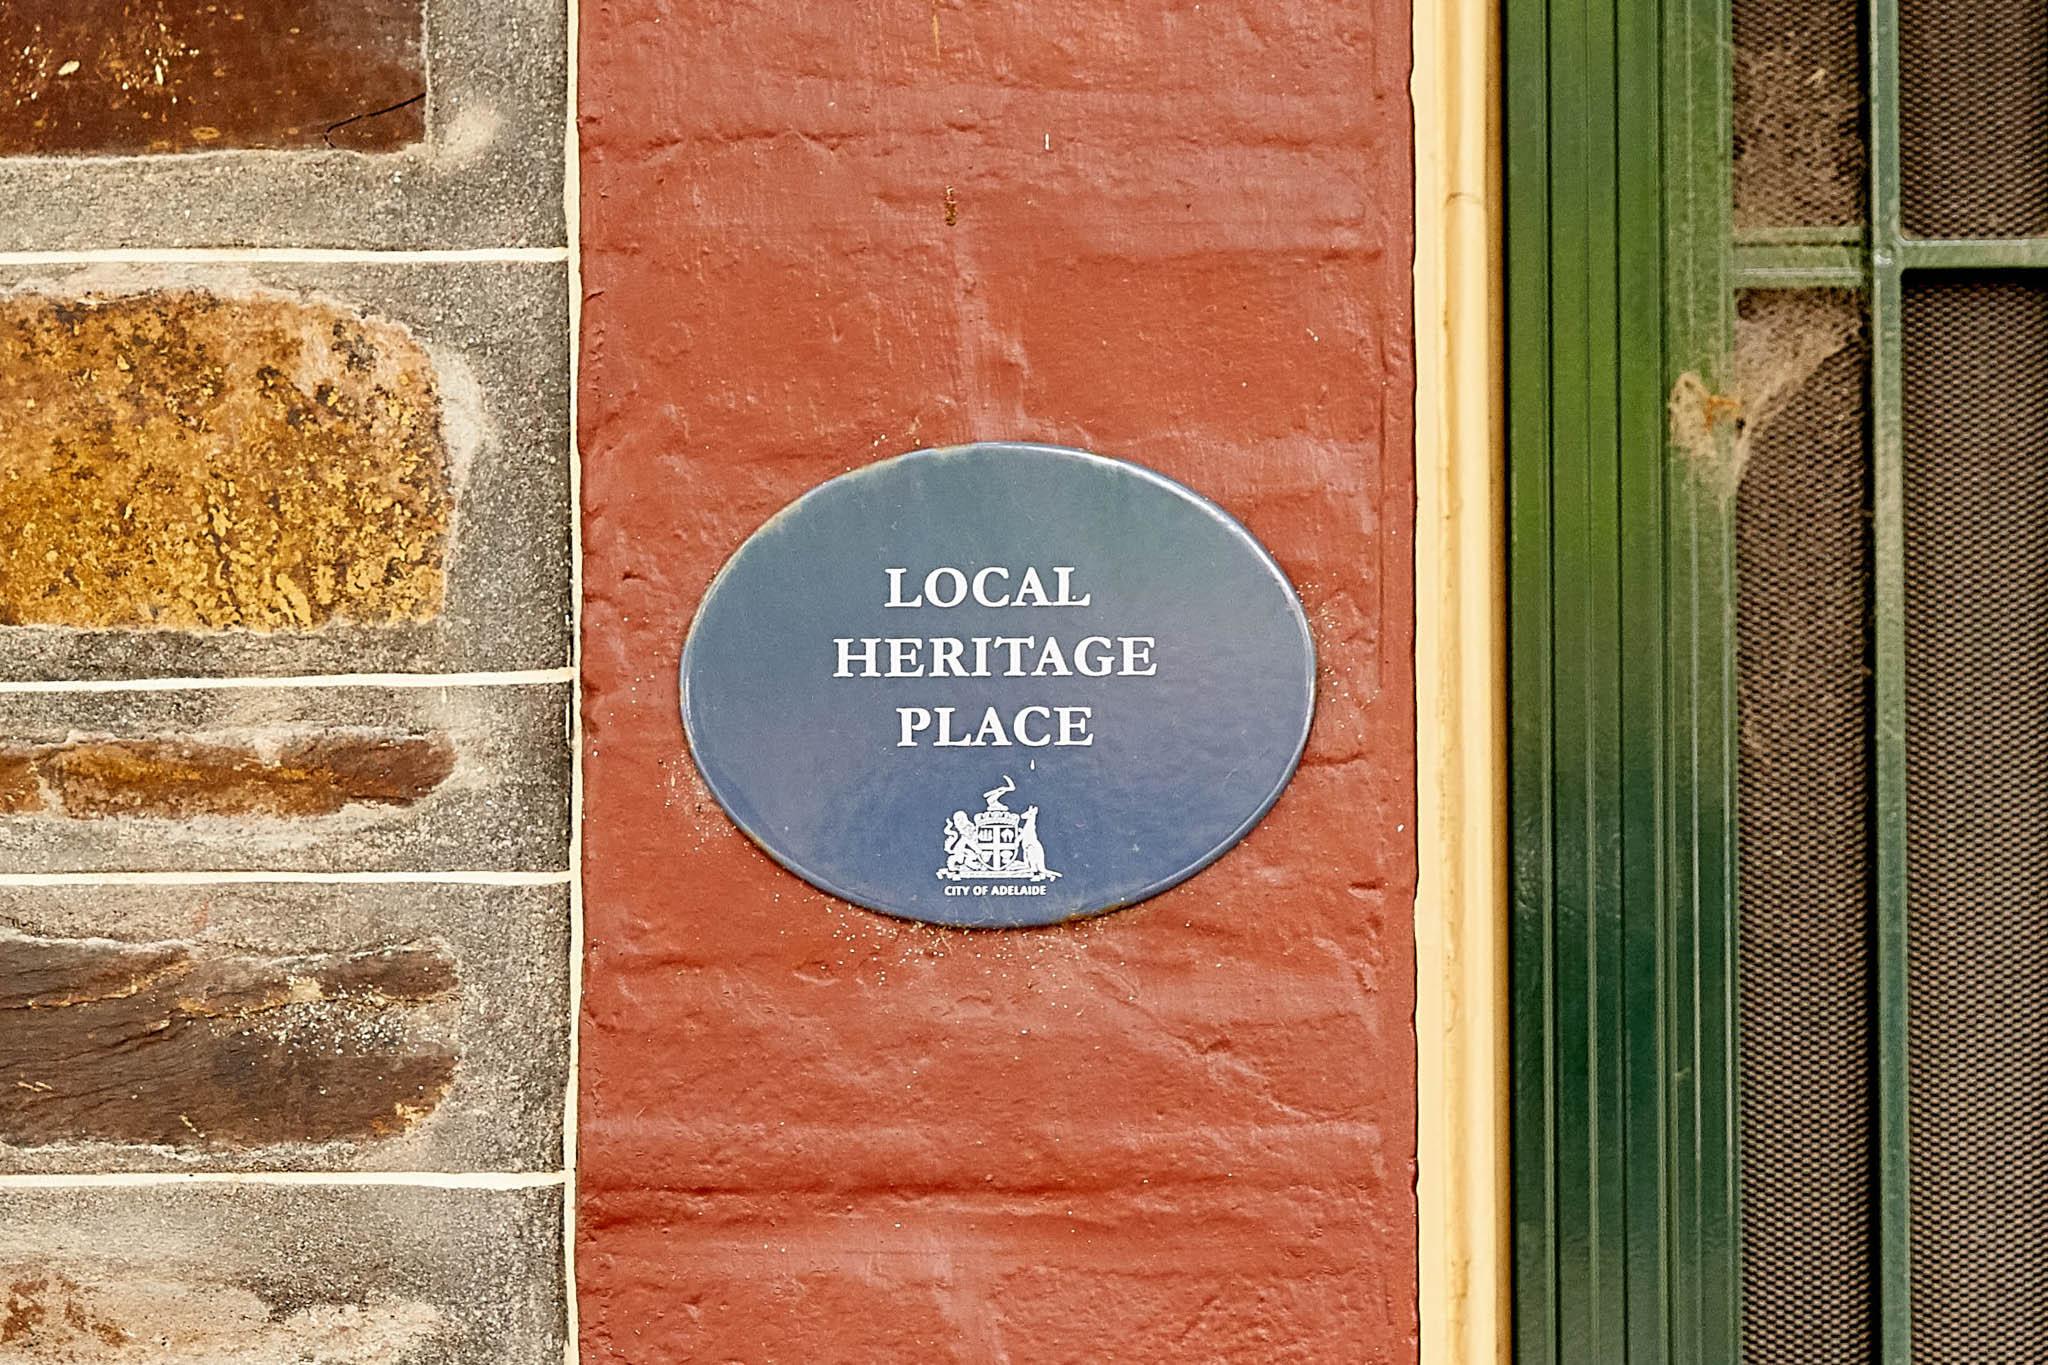 LOCAL
HERITAGE
PLACE
CITY OF ADELAIDE